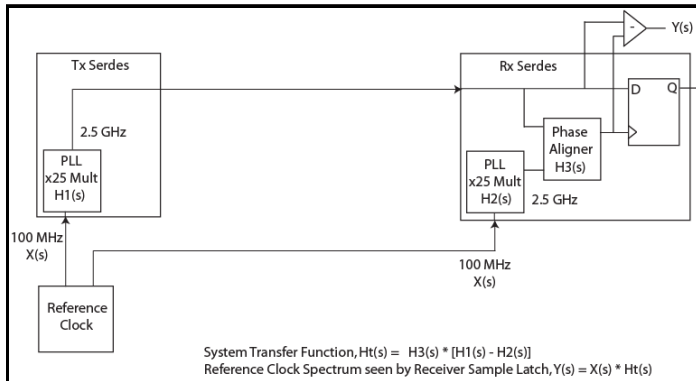 Tx Serdes
2.5 GHz
PLL
x25 Mult
H1(s)
100 MHz
X(s)
Reference
Clock
Rx Serdes
- Y(s)
D Q
Phase
Aligner
H3(s)
PLL
x25 Mult
H2(s)
2.5 GHz
100 MHz
X(s)
System Transfer Function, Ht(s) = H3(s) * [H1(s) - H2(s)]
Reference Clock Spectrum seen by Receiver Sample Latch, Y(s) = X(s) * Ht(s)